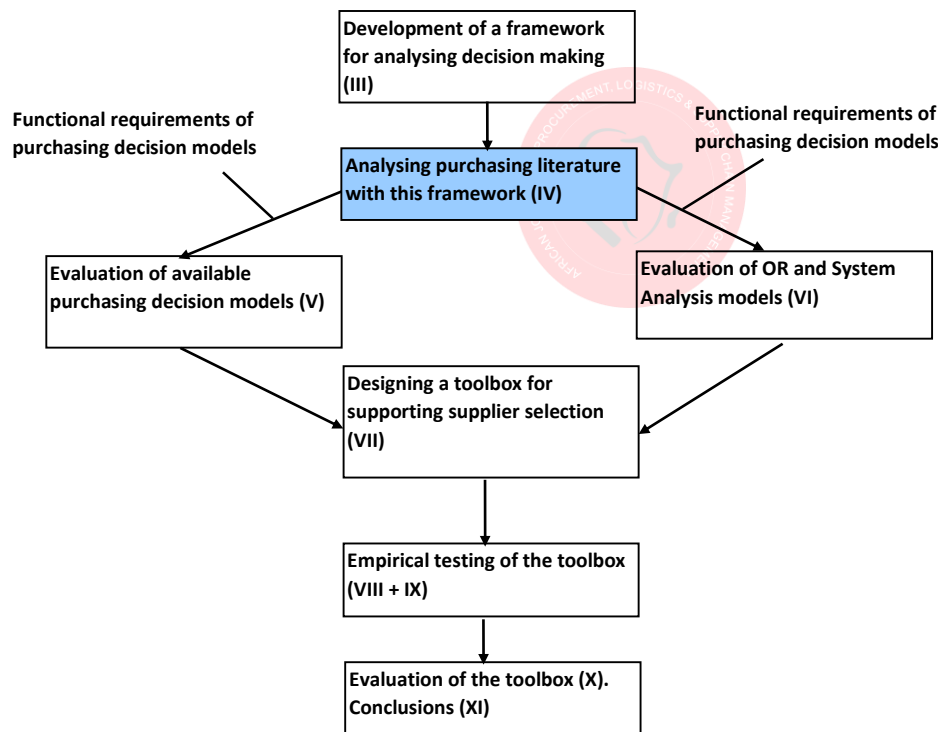 Development of a framework
for analysing decision making
(III)
Functional requirements of
purchasing decision models
Functional requirements of
purchasing decision models
Analysing purchasing literature
with this framework (IV)
Evaluation of available
purchasing decision models (V)
Evaluation of OR and System
Analysis models (VI)
Designing a toolbox for
supporting supplier selection
(VII)
Empirical testing of the toolbox
(VIII + IX)
Evaluation of the toolbox (X).
Conclusions (XI)
PROCUREMENT, LOGISTICS &
AFRICAN